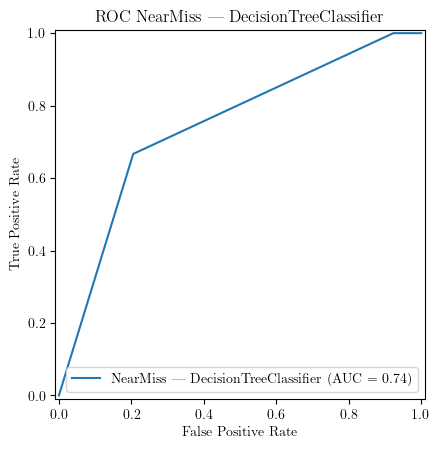 ROC NearMiss — DecisionTreeClassifier
1.0
0.8
0.6
0.4
0.2
0.0
True Positive Rate
NearMiss — DecisionTreeClassifier (AUC = 0.74)
0.0 0.2 0.4 0.6 0.8 1.0
False Positive Rate